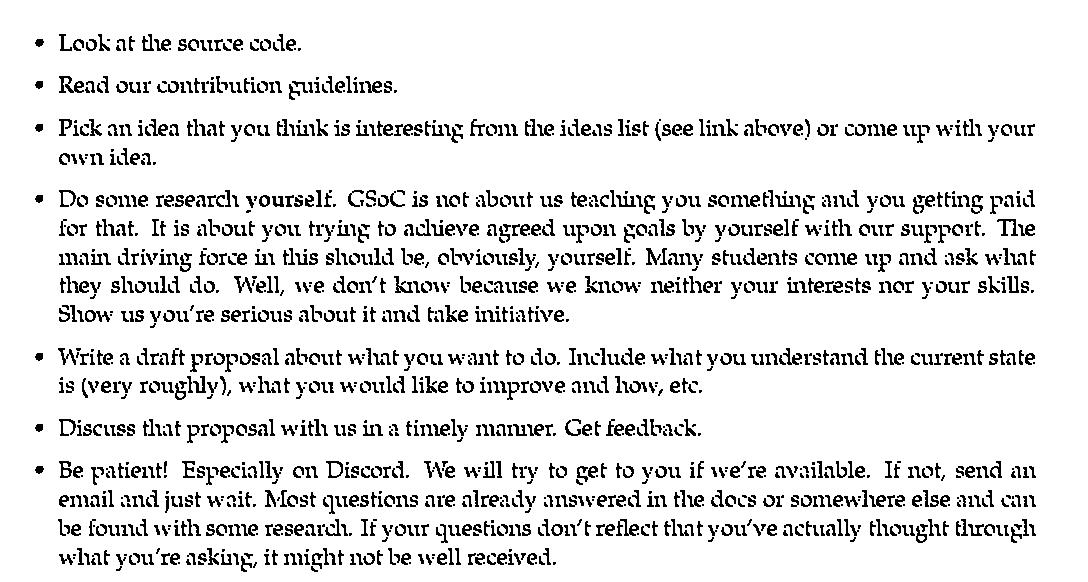 • Look at the source code.
• Read our contribution guidelines.
• Pick an idea that you think is interesting from the ideas list (see link above) or come up with your
own idea.
• Do some research yourself. GSoC is not about us teaching you something and you getting paid
for that. It is about you trying to achieve agreed upon goals by yourself with our support. The
main driving force in this should be, obviously, yourself. Many students come up and ask what
they should do. Well, we don't know because we know neither your interests nor your skills.
Show us you're serious about it and take initiative.
• Write a draft proposal about what you want to do. Include what you understand the current state
is (very roughly), what you would like to improve and how, etc.
• Discuss that proposal with us in a timely manner. Get feedback.
• Be patient! Especially on Discord. We will try to get to you if we're available. If not, send an
email and just wait. Most questions are already answered in the docs or somewhere else and can
be found with some research. If your questions don't reflect that you've actually thought through
what you're asking, it might not be well received.